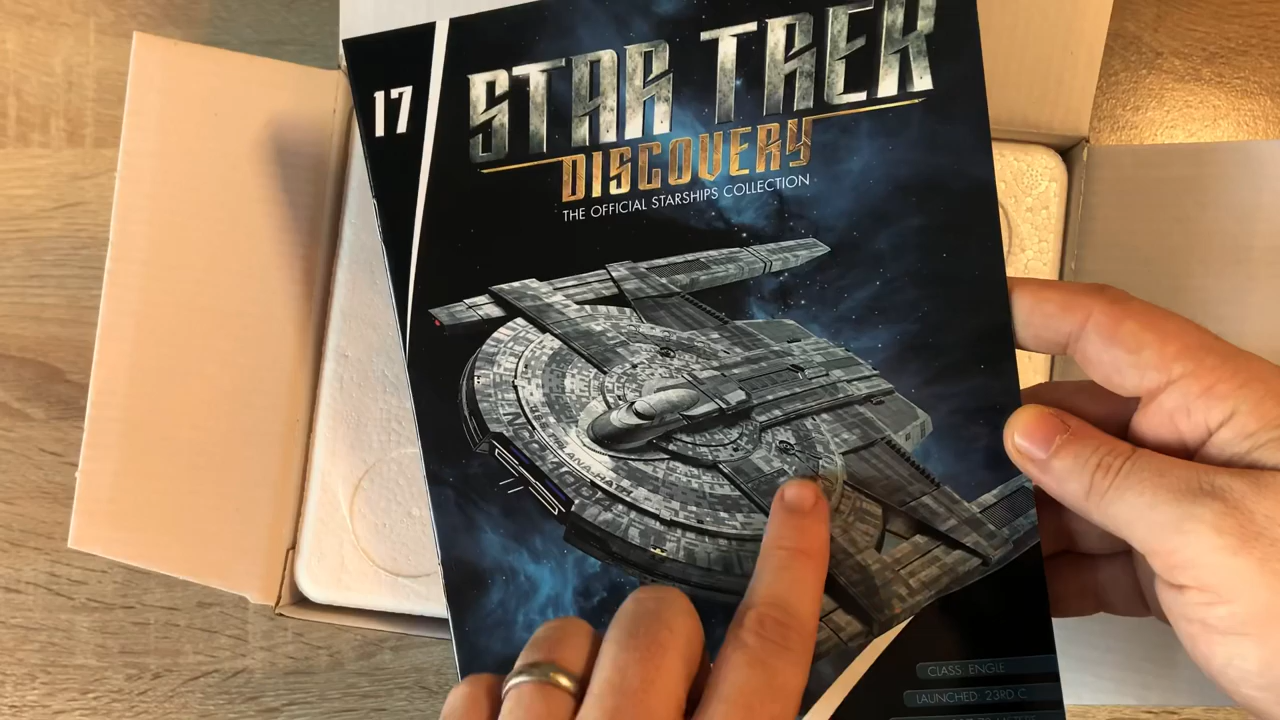 17
STAR TREK
DISCOVERY
THE OFFICIAL STARSHIPS COLLECTION
CLASS: ENGLE
LAUNCHED: 23RD C